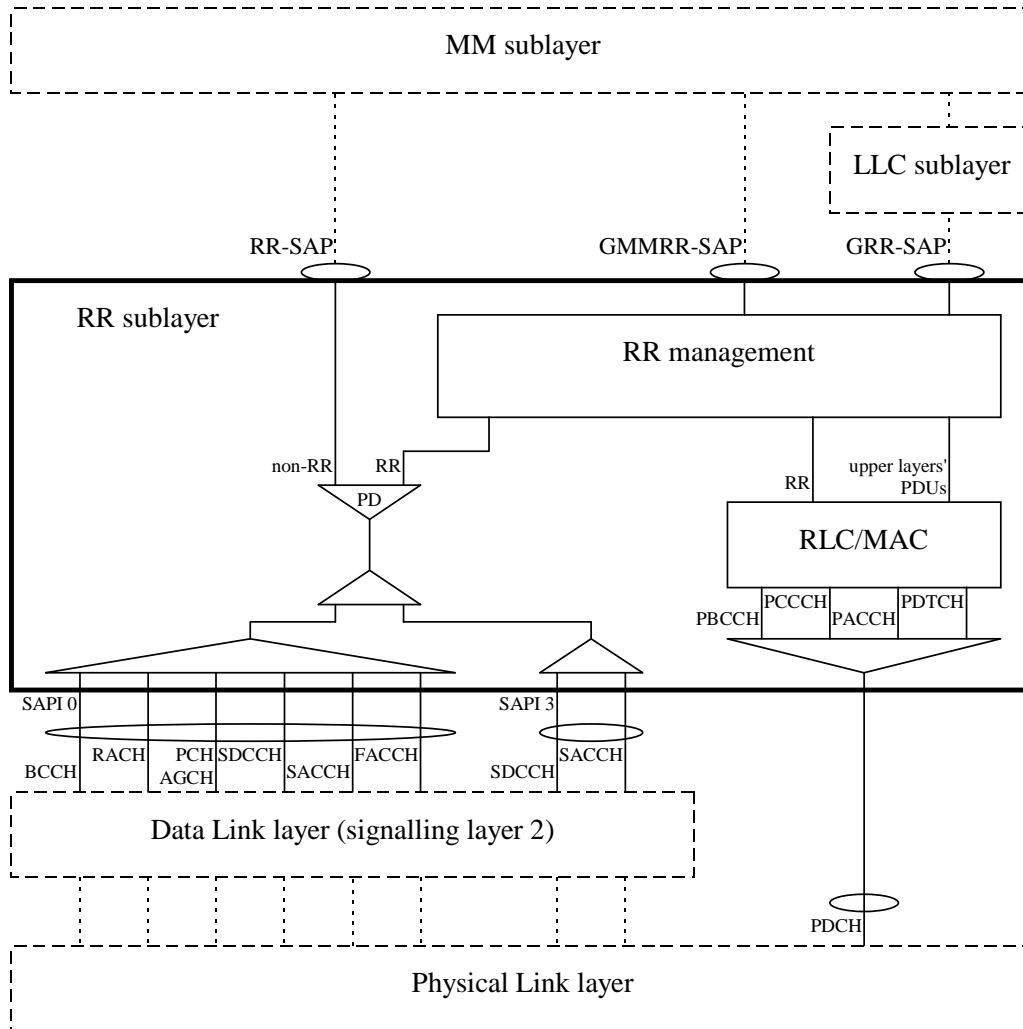 MM sublayer
LLC sublayer
RR-SAP
GMMRR-SAP
GRR-SAP
RR sublayer
RR management
non-RR
RR
PD
RR
upper layers'
PDUs
RLC/MAC
PBCCH
PCCCH
PACCH
PDTCH
SAPI 0
SAPI 3
BCCH
RACH
PCH
AGCH
SDCCH
SACCH
FACCH
SDCCH
SACCH
Data Link layer (signalling layer 2)
PDCH
Physical Link layer